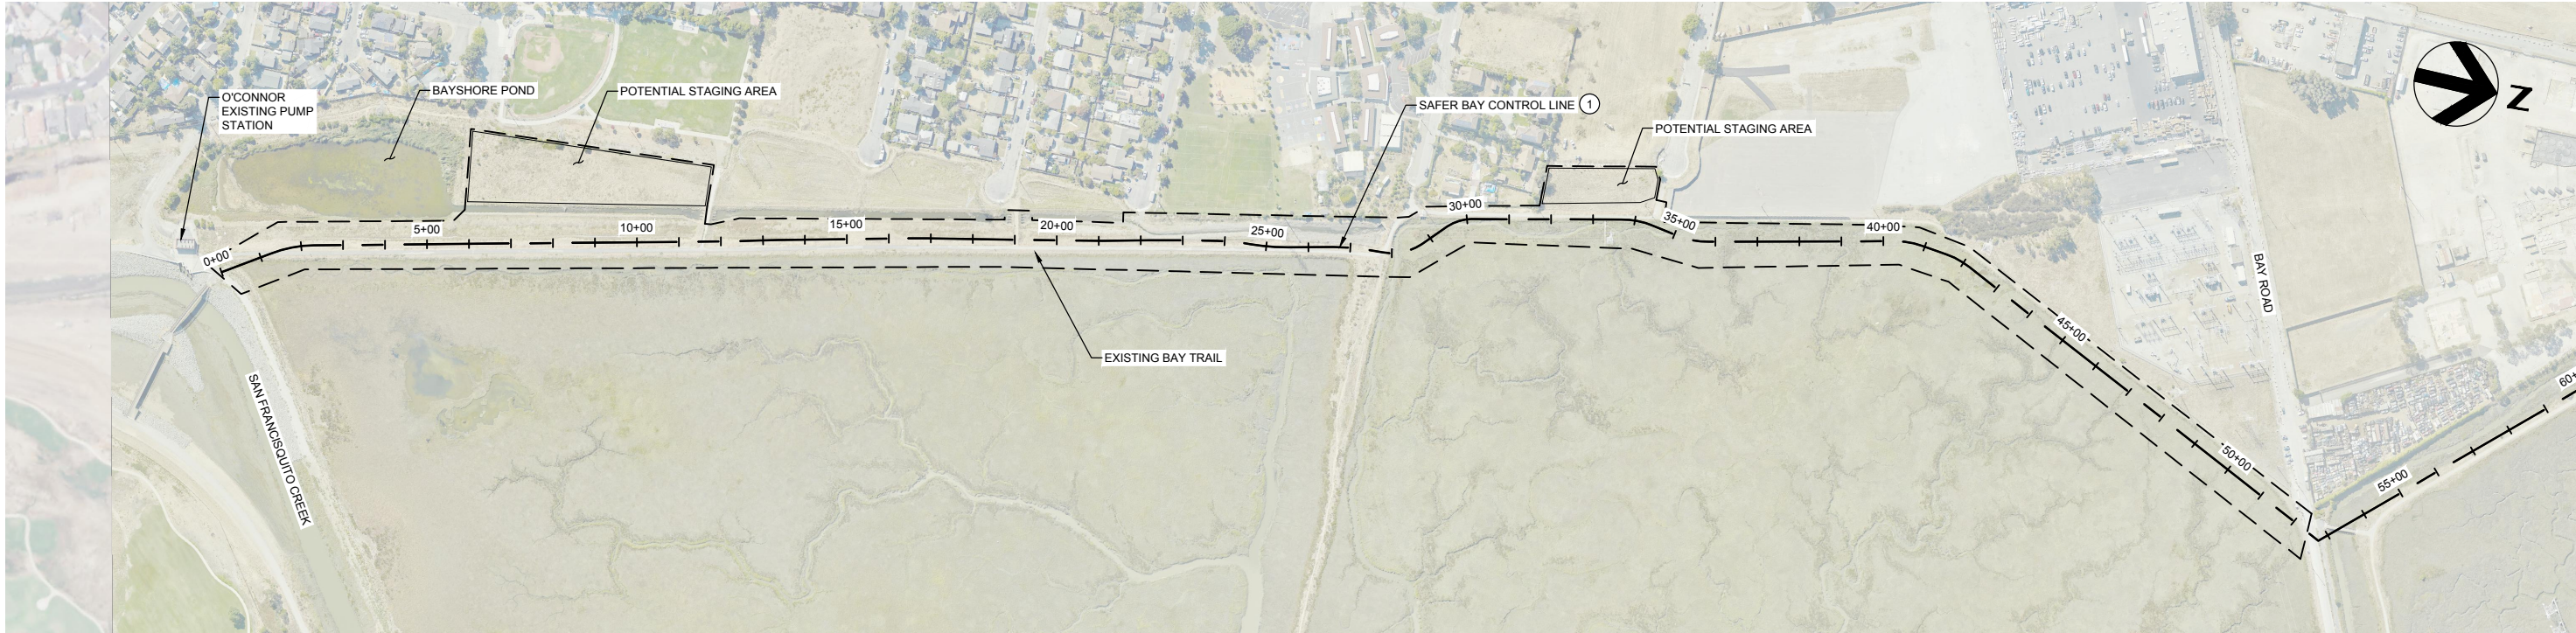 O'CONNOR
EXISTING PUMP
STATION
BAYSHORE POND
POTENTIAL STAGING AREA
SAFER BAY CONTROL LINE 1
POTENTIAL STAGING AREA
Z
0+00
5+00
10+00
15+00
20+00
25+00
30+00
35+00
40+00
45+00
50+00
55+00
60+
BAY ROAD
EXISTING BAY TRAIL
SAN FRANCISQUITO CREEK